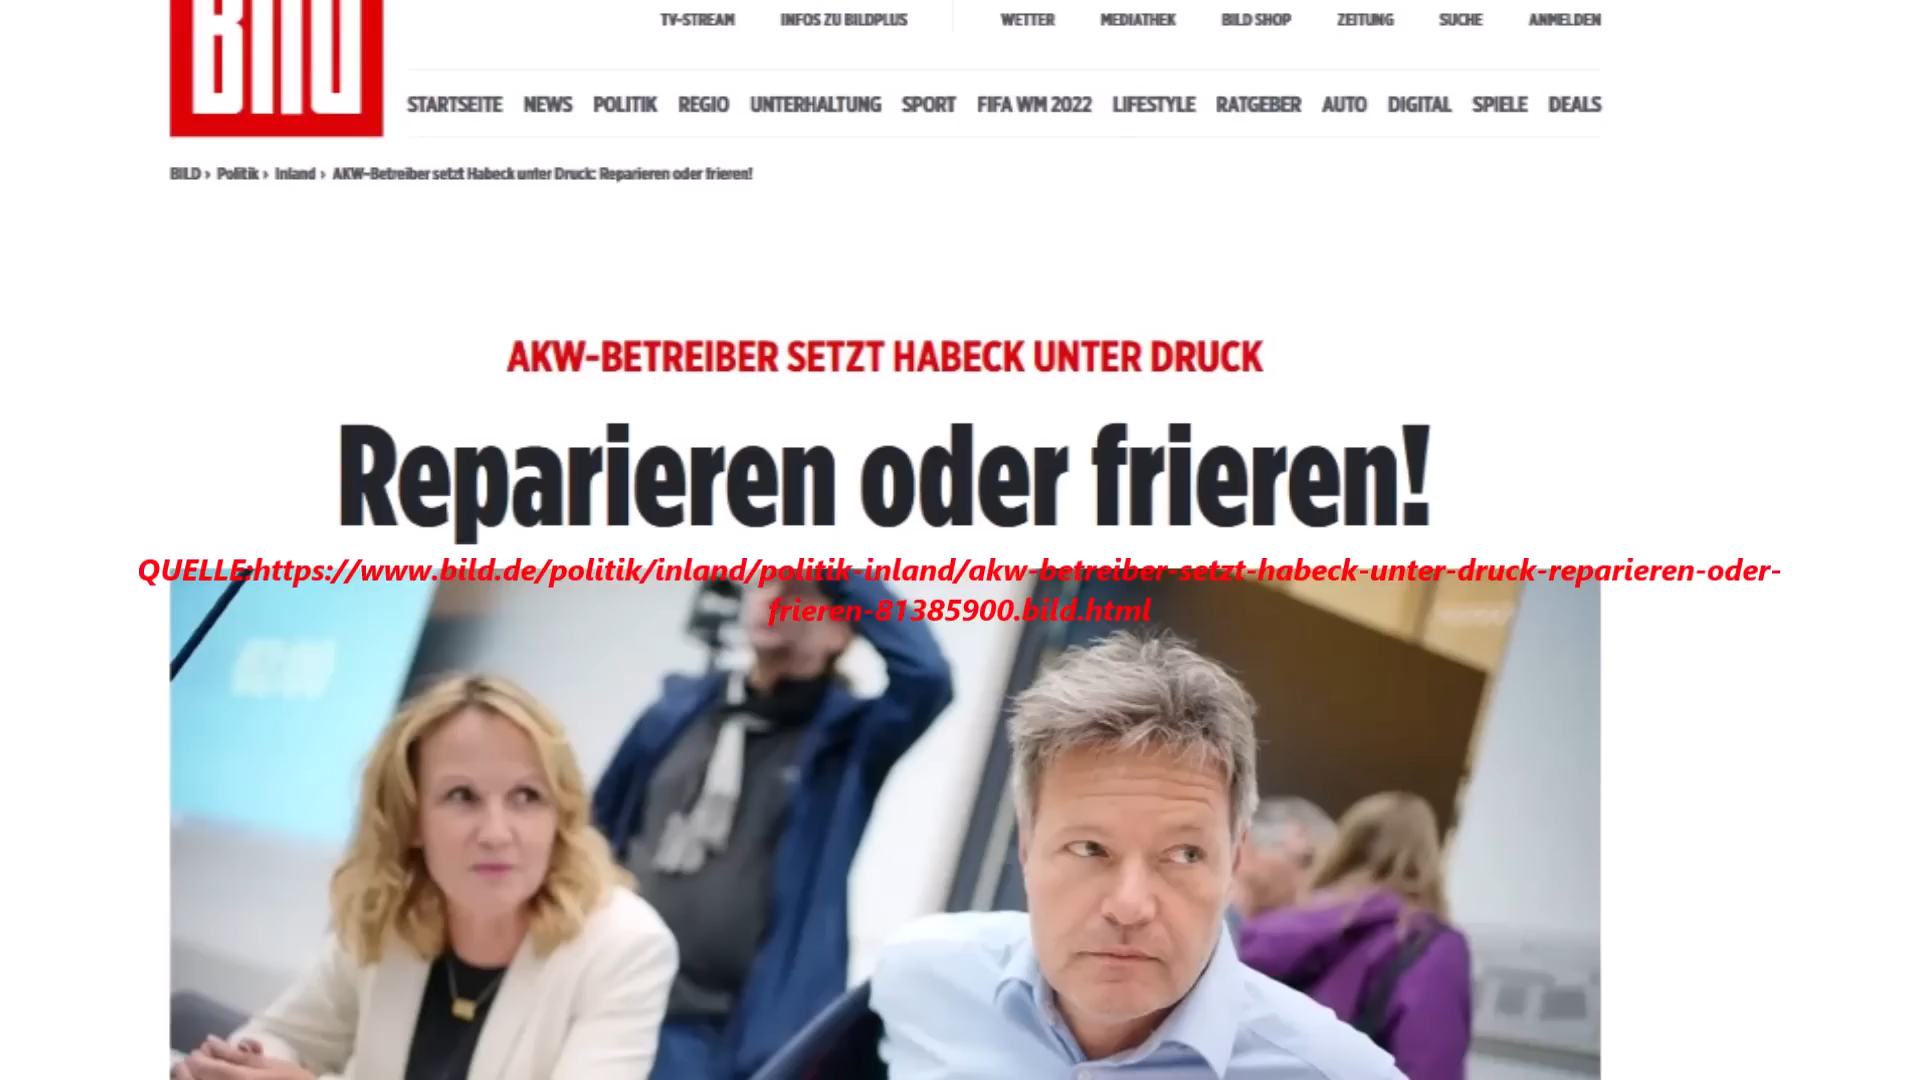 BILD
TV-STREAM INFOS ZU BILDPLUS WETTER MEDIATHEK BILD SHOP ZEITUNG SUCHE ANMELDEN
STARTSEITE NEWS POLITIK REGIO UNTERHALTUNG SPORT FIFA WM 2022 LIFESTYLE RATGEBER AUTO DIGITAL SPIELE DEALS
BILD › Politik › Inland › AKW-Betreiber setzt Habeck unter Druck: Reparieren oder frieren!
AKW-BETREIBER SETZT HABECK UNTER DRUCK
Reparieren oder frieren!
QUELLE:https://www.bild.de/politik/inland/politik-inland/akw-betreiber-setzt-habeck-unter-druck-reparieren-oder-
frieren-81385900.bild.html